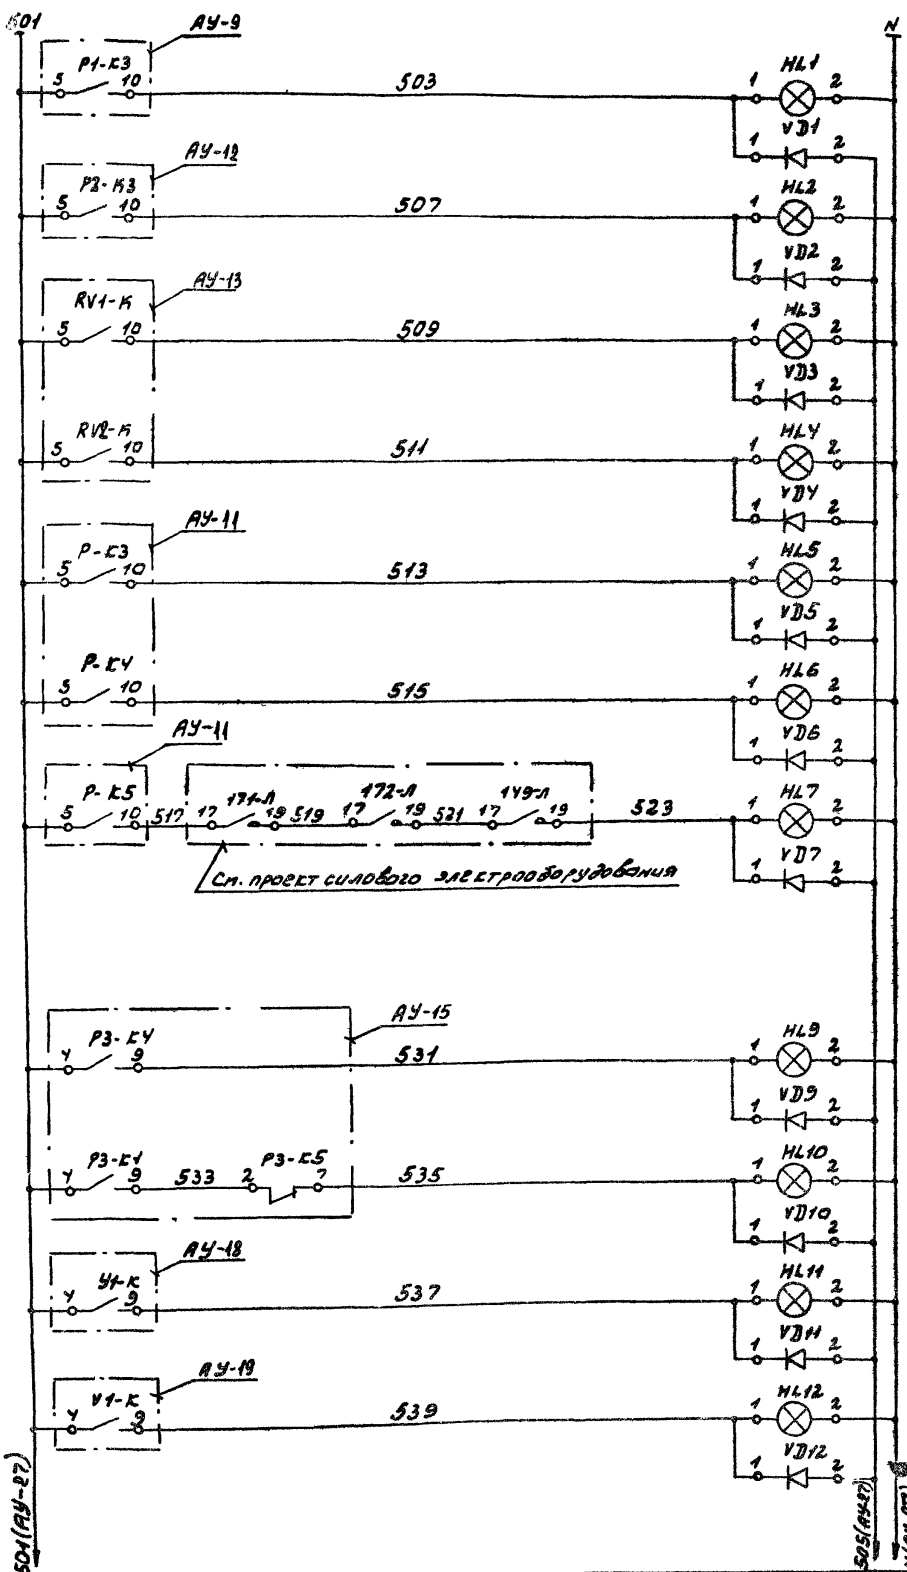 501 АУ-9 N
Р1-К3 HL1
5 10 503 1 2
VD1
1 2
АУ-12
Р2-К3 HL2
5 10 507 1 2
VD2
1 2
АУ-13
RV1-К HL3
5 10 509 1 2
VD3
1 2
RV2-К HL4
5 10 511 1 2
VD4
1 2
АУ-11
Р-К3 HL5
5 10 513 1 2
VD5
1 2
Р-К4 HL6
5 10 515 1 2
VD6
1 2
АУ-11
Р-К5 171-Л 172-Л 149-Л HL7
5 10 517 17 19 519 17 19 521 17 19 523 1 2
VD7
1 2
См. проект силового электрооборудования
АУ-15
Р3-К4 HL9
4 9 531 1 2
VD9
1 2
Р3-К1 Р3-К5 HL10
4 9 533 2 7 535 1 2
VD10
1 2
АУ-18
У1-К HL11
4 9 537 1 2
VD11
1 2
АУ-19
V1-К HL12
4 9 539 1 2
VD12
1 2
501(АУ-27) 505(АУ-27)